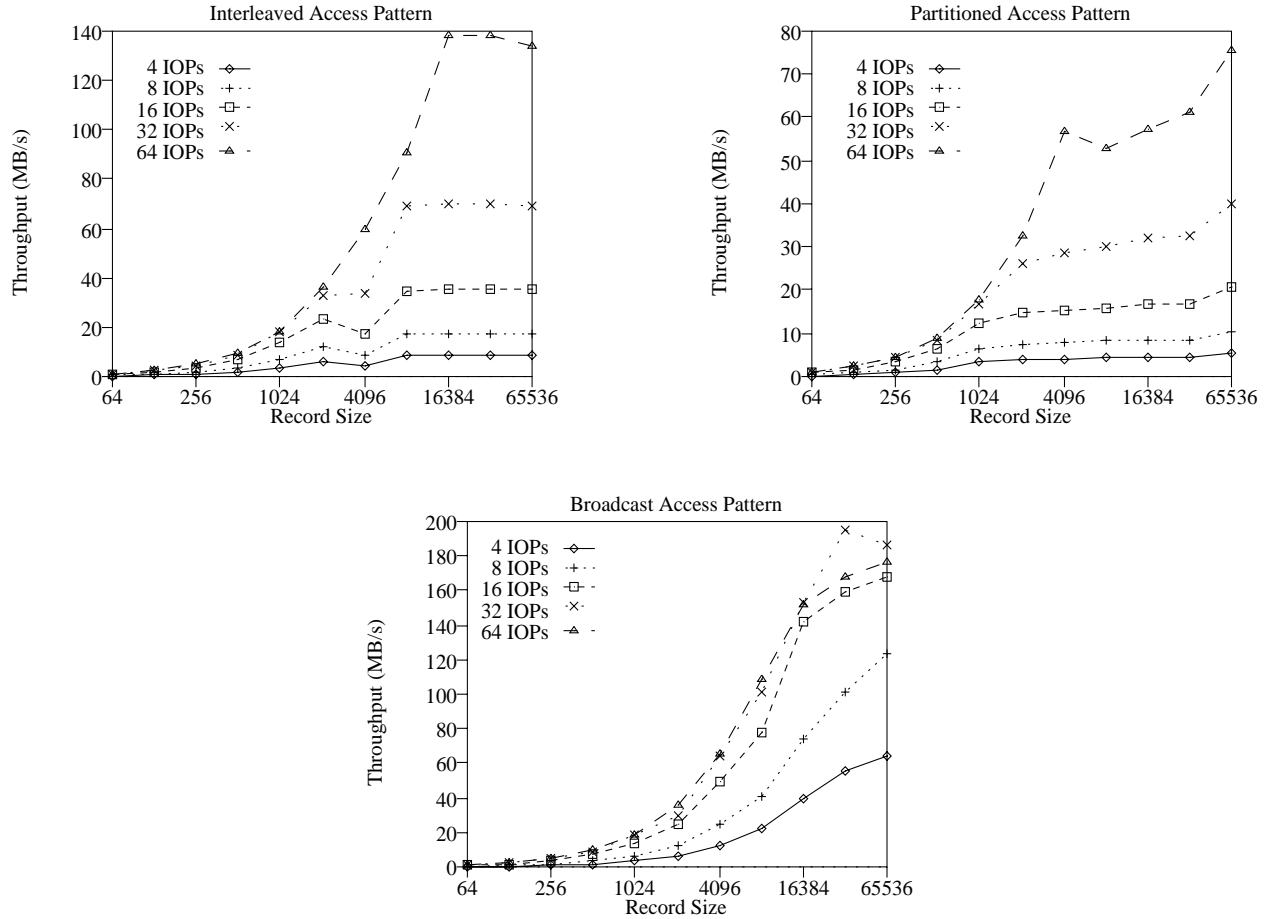 Interleaved Access Pattern
140
120
100
80
60
40
20
0
64
256
1024
4096
16384
65536
Throughput (MB/s)
Record Size
4 IOPs
8 IOPs
16 IOPs
32 IOPs
64 IOPs
Partitioned Access Pattern
80
70
60
50
40
30
20
10
0
64
256
1024
4096
16384
65536
Throughput (MB/s)
Record Size
4 IOPs
8 IOPs
16 IOPs
32 IOPs
64 IOPs
Broadcast Access Pattern
200
180
160
140
120
100
80
60
40
20
0
64
256
1024
4096
16384
65536
Throughput (MB/s)
Record Size
4 IOPs
8 IOPs
16 IOPs
32 IOPs
64 IOPs